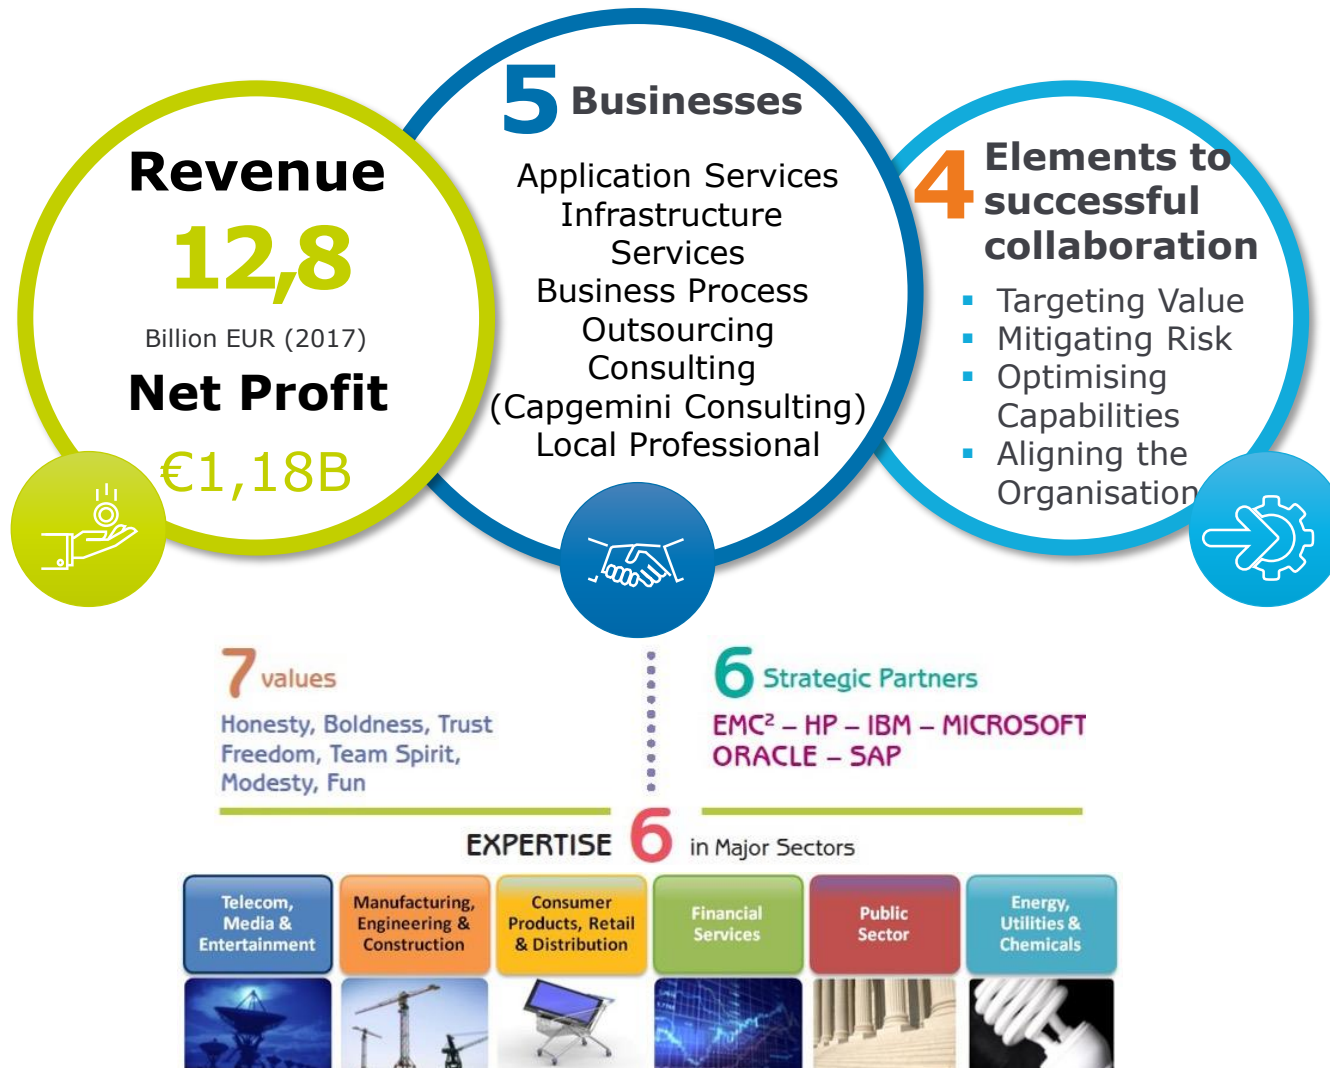 Revenue
12,8
Billion EUR (2017)
Net Profit
€1,18B
5 Businesses
Application Services
Infrastructure
Services
Business Process
Outsourcing
Consulting
(Capgemini Consulting)
Local Professional
4 Elements to
successful
collaboration
▪ Targeting Value
▪ Mitigating Risk
▪ Optimising
Capabilities
▪ Aligning the
Organisation
7 values
Honesty, Boldness, Trust
Freedom, Team Spirit,
Modesty, Fun
6 Strategic Partners
EMC² – HP – IBM – MICROSOFT
ORACLE – SAP
EXPERTISE 6 in Major Sectors
Telecom,
Media &
Entertainment
Manufacturing,
Engineering &
Construction
Consumer
Products, Retail
& Distribution
Financial
Services
Public
Sector
Energy,
Utilities &
Chemicals